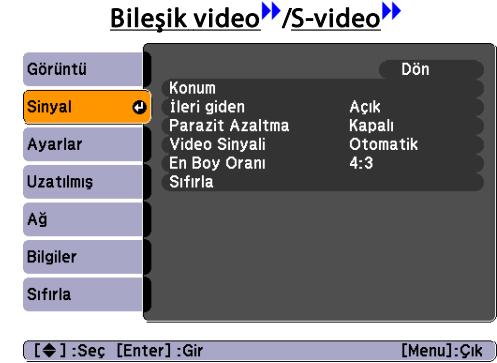 Bileşik video/S-video
Görüntü
Sinyal
Ayarlar
Uzatılmış
Ağ
Bilgiler
Sıfırla
Dön
Konum
İleri giden Açık
Parazit Azaltma Kapalı
Video Sinyali Otomatik
En Boy Oranı 4:3
Sıfırla
[ ] :Seç [Enter] :Gir [Menu]:Çık